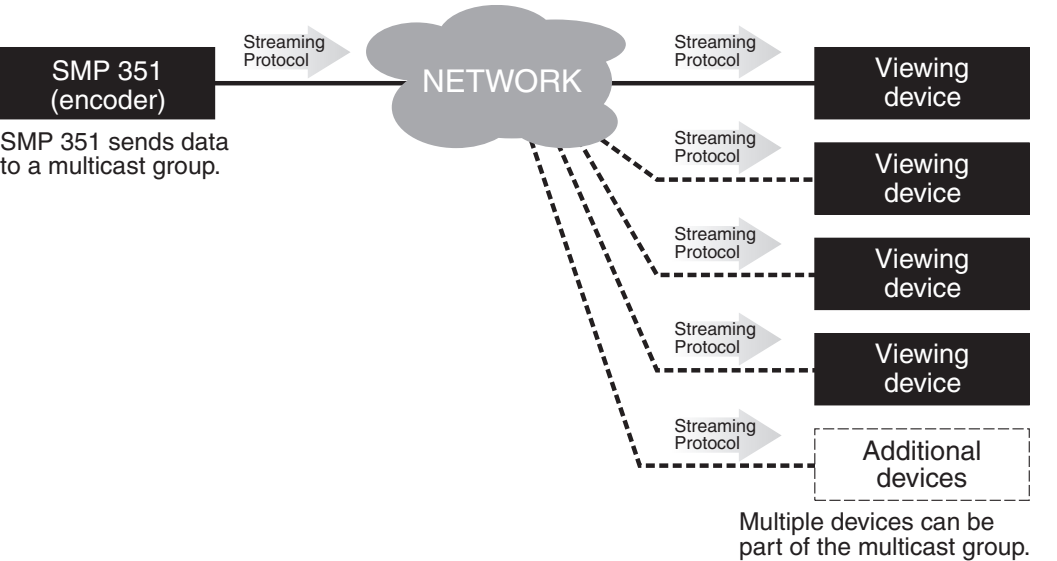 Streaming
Protocol
SMP 351
(encoder)
SMP 351 sends data
to a multicast group.
NETWORK
Streaming
Protocol
Viewing
device
Streaming
Protocol
Viewing
device
Streaming
Protocol
Viewing
device
Streaming
Protocol
Viewing
device
Streaming
Protocol
Additional
devices
Multiple devices can be
part of the multicast group.